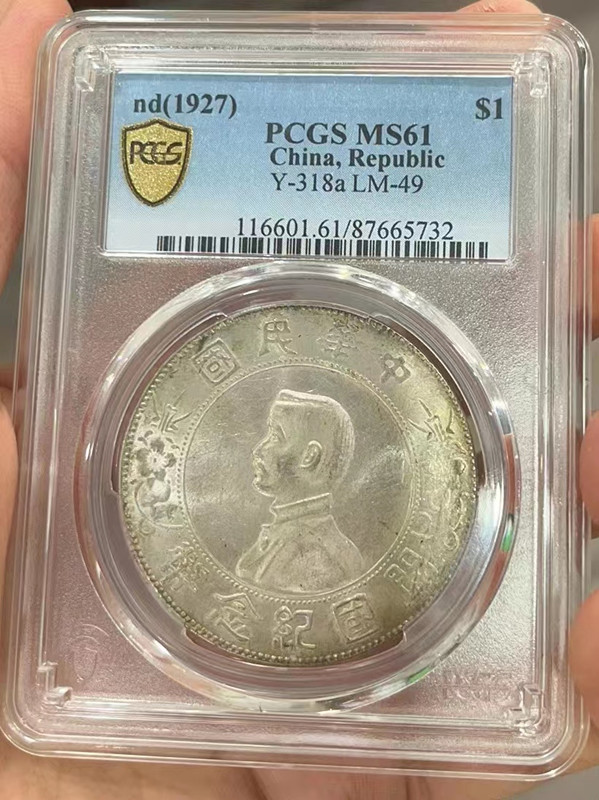 nd(1927) $1
PCGS MS61
China, Republic
Y-318a LM-49
116601.61/87665732
PCGS
中華民國
開國紀念幣